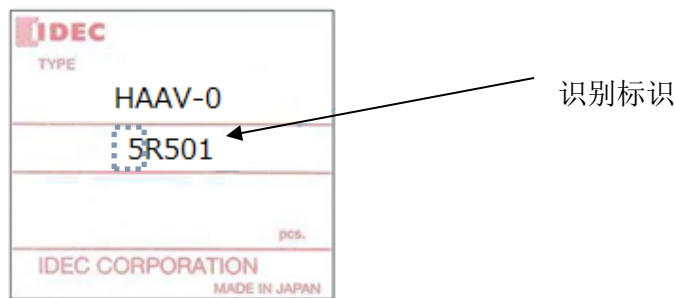 IDEC
TYPE
HAAV-0
识别标识
5R501
pcs.
IDEC CORPORATION
MADE IN JAPAN